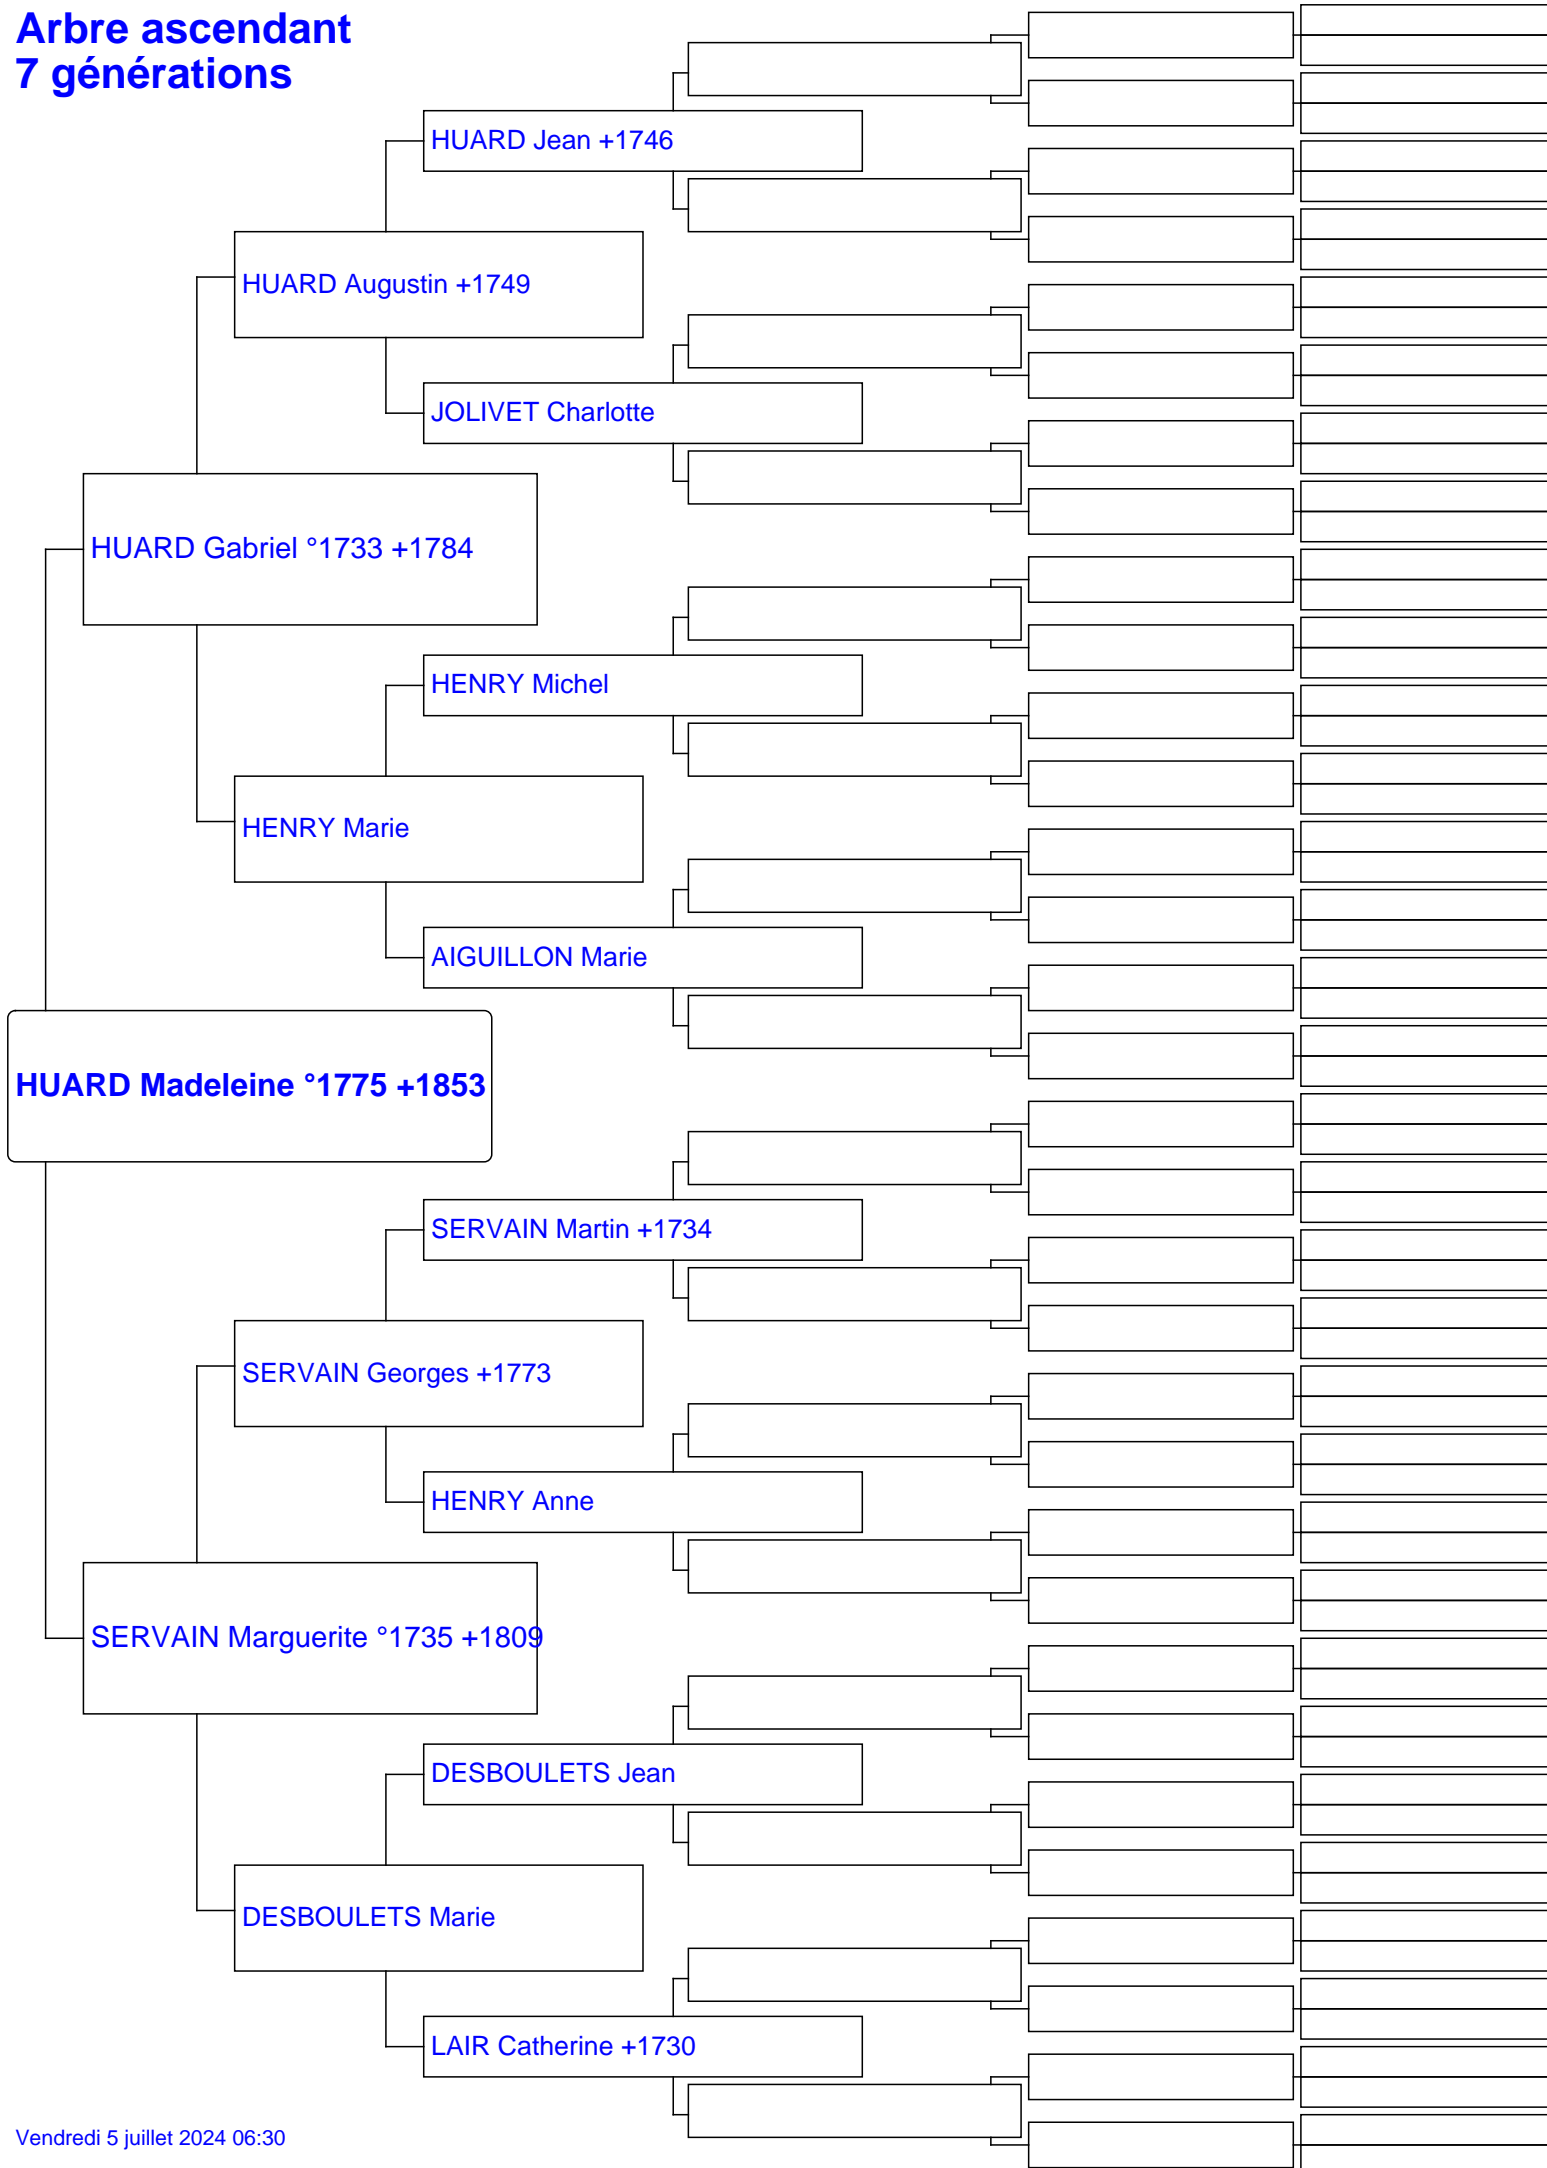 Arbre ascendant
7 générations
HUARD Jean +1746
HUARD Augustin +1749
JOLIVET Charlotte
HUARD Gabriel °1733 +1784
HENRY Michel
HENRY Marie
AIGUILLON Marie
HUARD Madeleine °1775 +1853
SERVAIN Martin +1734
SERVAIN Georges +1773
HENRY Anne
SERVAIN Marguerite °1735 +1809
DESBOULETS Jean
DESBOULETS Marie
LAIR Catherine +1730
Vendredi 5 juillet 2024 06:30